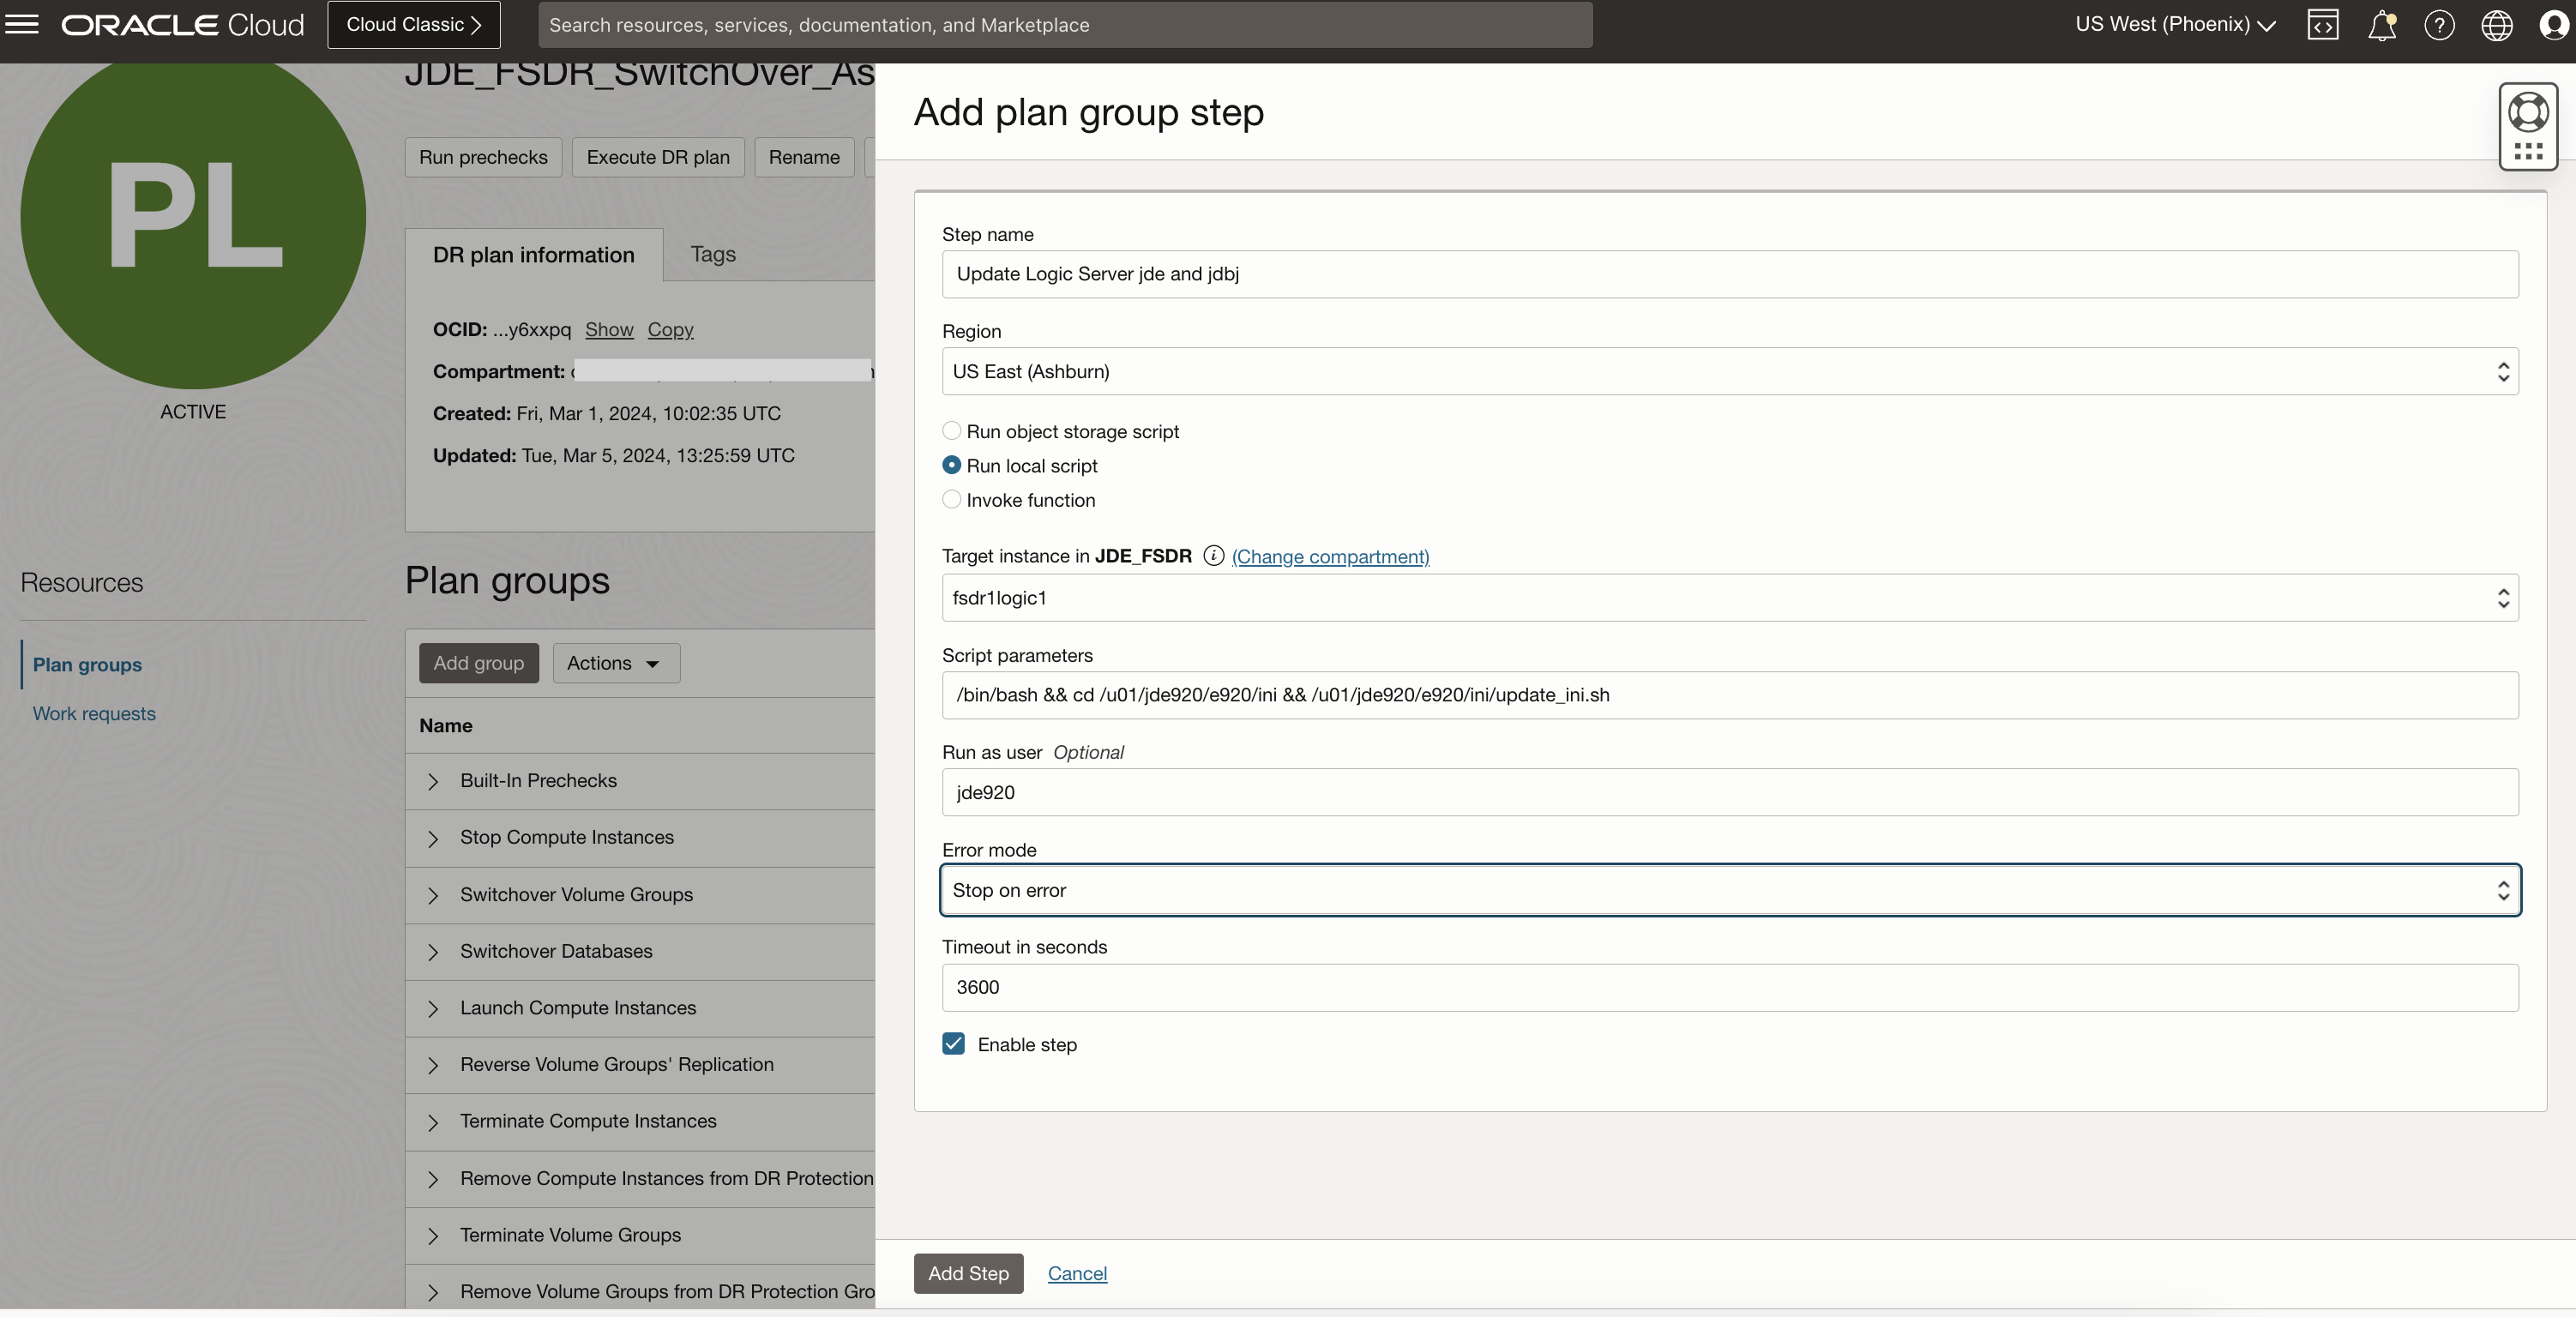 ORACLE Cloud
Cloud Classic
Search resources, services, documentation, and Marketplace
US West (Phoenix)
PL
ACTIVE
Resources
Plan groups
Work requests
JDE_FSDR_SwitchOver_As
Run prechecks
Execute DR plan
Rename
DR plan information
Tags
OCID: ...y6xxpq Show Copy
Compartment:
Created: Fri, Mar 1, 2024, 10:02:35 UTC
Updated: Tue, Mar 5, 2024, 13:25:59 UTC
Plan groups
Add group
Actions
Name
Built-In Prechecks
Stop Compute Instances
Switchover Volume Groups
Switchover Databases
Launch Compute Instances
Reverse Volume Groups' Replication
Terminate Compute Instances
Remove Compute Instances from DR Protection
Terminate Volume Groups
Remove Volume Groups from DR Protection Gro
Add plan group step
Step name
Update Logic Server jde and jdbj
Region
US East (Ashburn)
Run object storage script
Run local script
Invoke function
Target instance in JDE_FSDR (Change compartment)
fsdr1logic1
Script parameters
/bin/bash && cd /u01/jde920/e920/ini && /u01/jde920/e920/ini/update_ini.sh
Run as user Optional
jde920
Error mode
Stop on error
Timeout in seconds
3600
Enable step
Add Step
Cancel